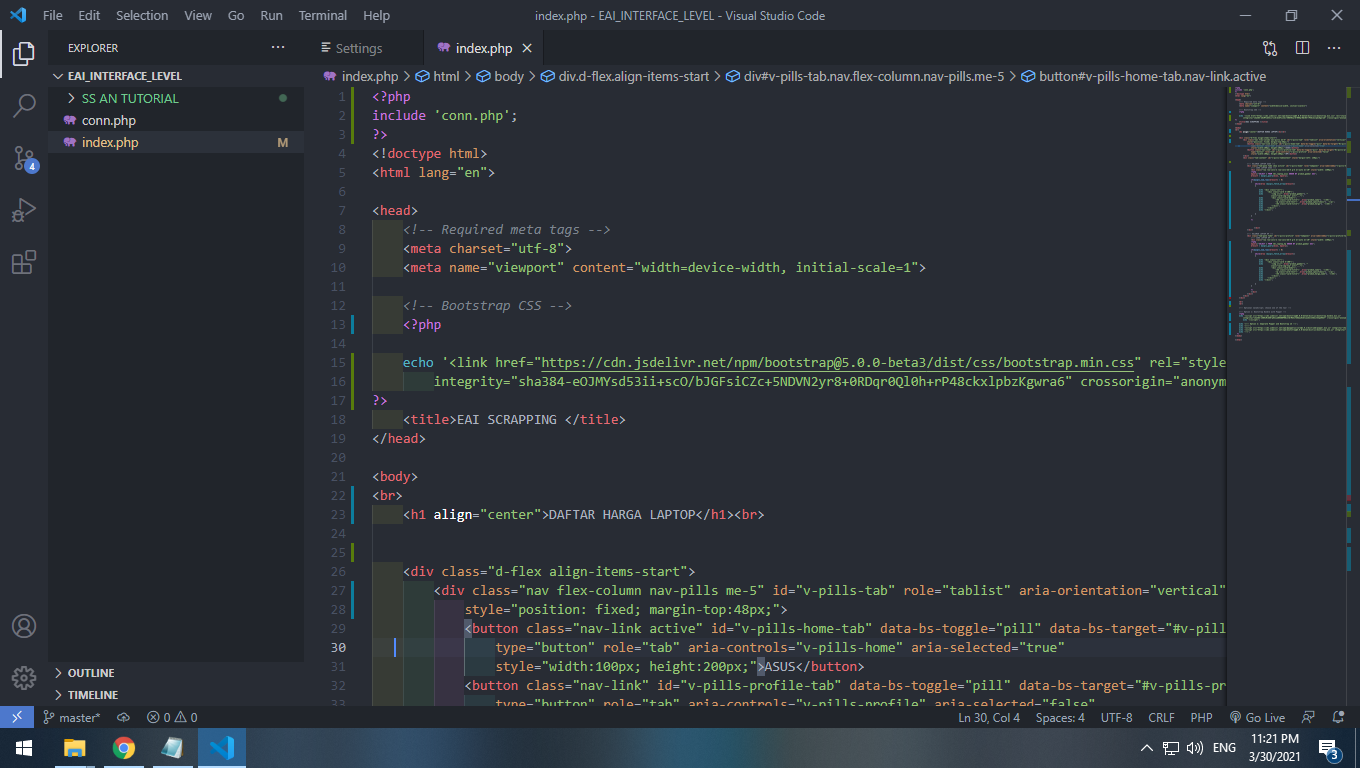 File Edit Selection View Go Run Terminal Help
index.php - EAI_INTERFACE_LEVEL - Visual Studio Code
EXPLORER
Settings
index.php
EAI_INTERFACE_LEVEL
SS AN TUTORIAL
conn.php
index.php M
4
index.php > html > body > div.d-flex.align-items-start > div#v-pills-tab.nav.flex-column.nav-pills.me-5 > button#v-pills-home-tab.nav-link.active
1 <?php
2 include 'conn.php';
3 ?>
4 <!doctype html>
5 <html lang="en">
6
7 <head>
8 <!-- Required meta tags -->
9 <meta charset="utf-8">
10 <meta name="viewport" content="width=device-width, initial-scale=1">
11
12 <!-- Bootstrap CSS -->
13 <?php
14
15 echo '<link href="https://cdn.jsdelivr.net/npm/bootstrap@5.0.0-beta3/dist/css/bootstrap.min.css" rel="style
16 integrity="sha384-eOJMYsd53ii+scO/bJGFsiCZc+5NDVN2yr8+0RDqr0Ql0h+rP48ckxlpbzKgwra6" crossorigin="anonym
17 ?>
18 <title>EAI SCRAPPING </title>
19 </head>
20
21 <body>
22 <br>
23 <h1 align="center">DAFTAR HARGA LAPTOP</h1><br>
24
25
26 <div class="d-flex align-items-start">
27 <div class="nav flex-column nav-pills me-5" id="v-pills-tab" role="tablist" aria-orientation="vertical"
28 style="position: fixed; margin-top:48px;">
29 <button class="nav-link active" id="v-pills-home-tab" data-bs-toggle="pill" data-bs-target="#v-pill
30 type="button" role="tab" aria-controls="v-pills-home" aria-selected="true"
31 style="width:100px; height:200px;">ASUS</button>
32 <button class="nav-link" id="v-pills-profile-tab" data-bs-toggle="pill" data-bs-target="#v-pills-pr
33 type="button" role="tab" aria-controls="v-pills-profile" aria-selected="false"
OUTLINE
TIMELINE
master* 0 0
Ln 30, Col 4 Spaces: 4 UTF-8 CRLF PHP Go Live
ENG
11:21 PM
3/30/2021
3